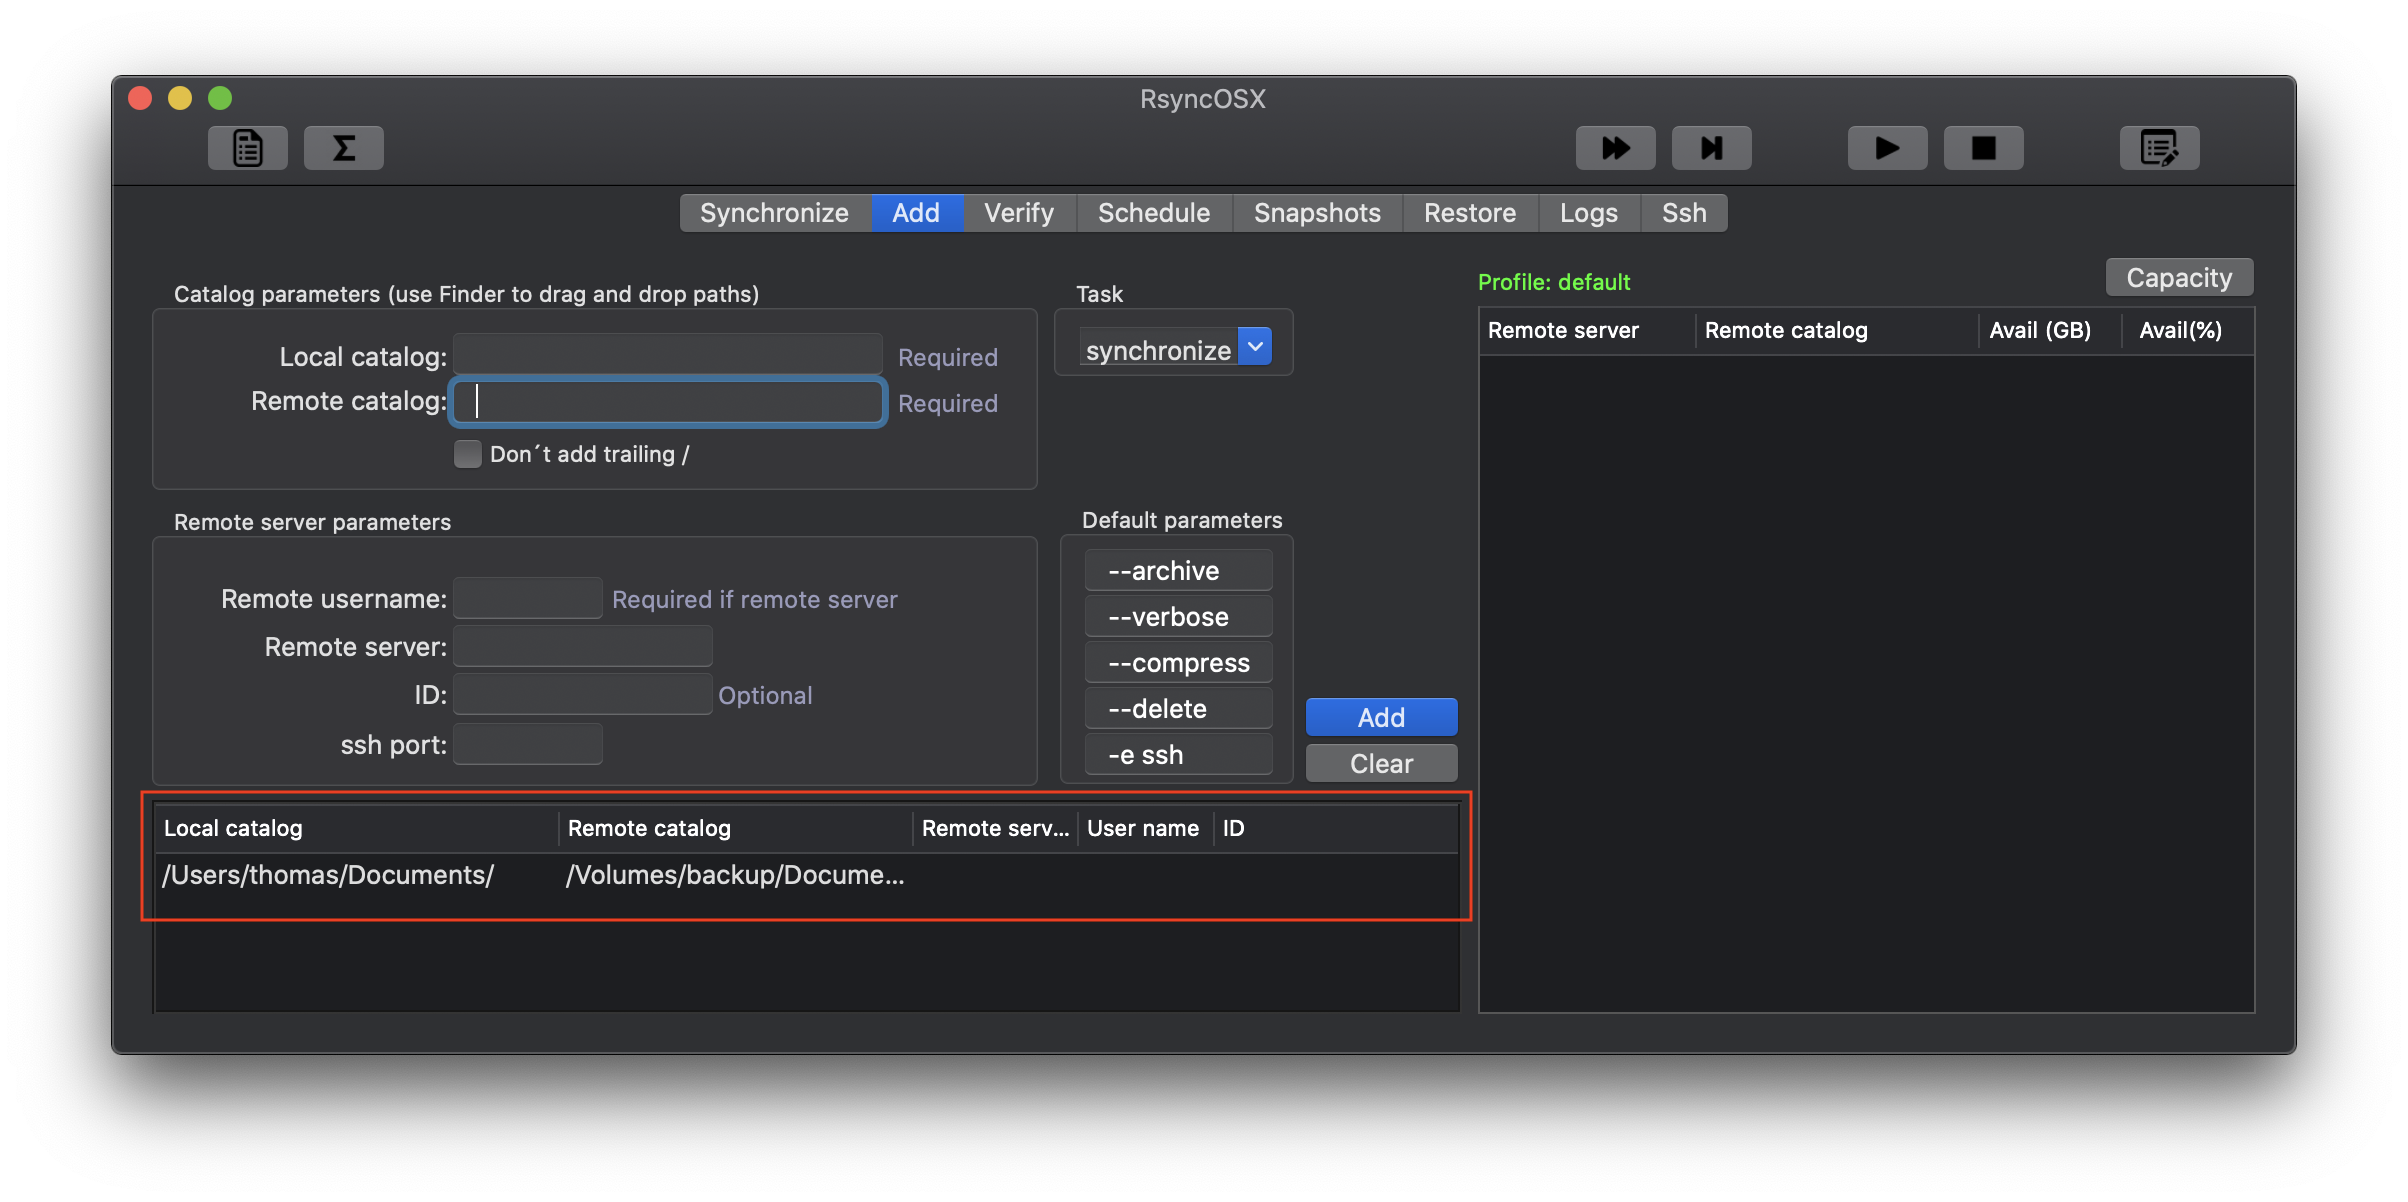 RsyncOSX
Synchronize Add Verify Schedule Snapshots Restore Logs Ssh
Catalog parameters (use Finder to drag and drop paths)
Local catalog: Required
Remote catalog: Required
Don´t add trailing /
Task
synchronize
Remote server parameters
Remote username: Required if remote server
Remote server:
ID: Optional
ssh port:
Default parameters
--archive
--verbose
--compress
--delete
-e ssh
Add
Clear
Profile: default
Capacity
Remote server Remote catalog Avail (GB) Avail(%)
Local catalog Remote catalog Remote serv... User name ID
/Users/thomas/Documents/ /Volumes/backup/Docume...